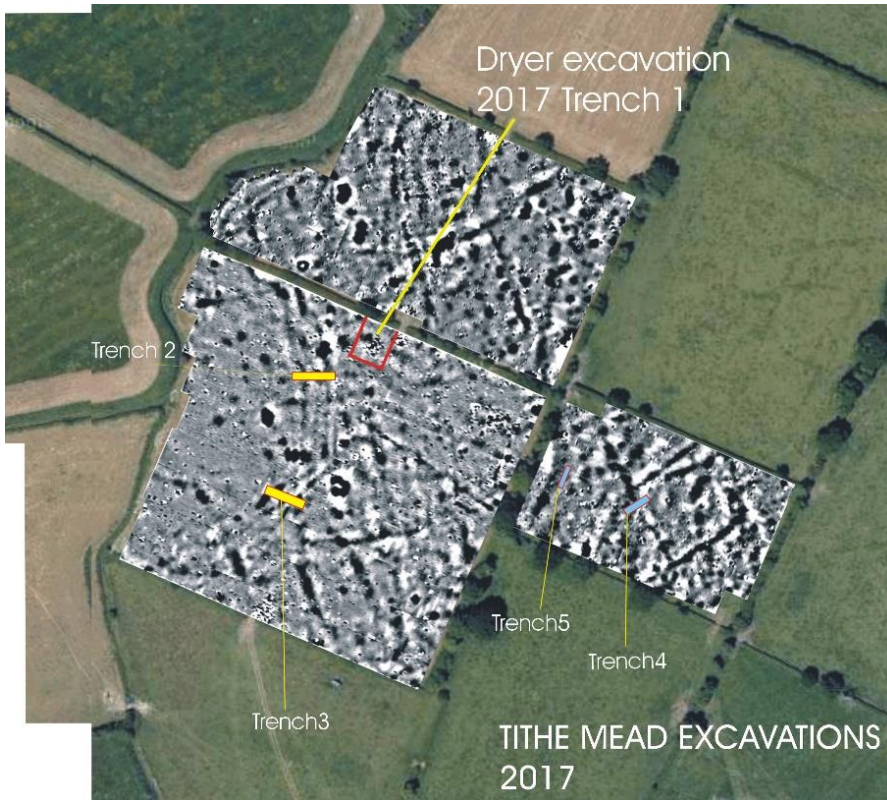 Dryer excavation
2017 Trench 1
Trench 2
Trench5
Trench4
Trench3
TITHE MEAD EXCAVATIONS
2017